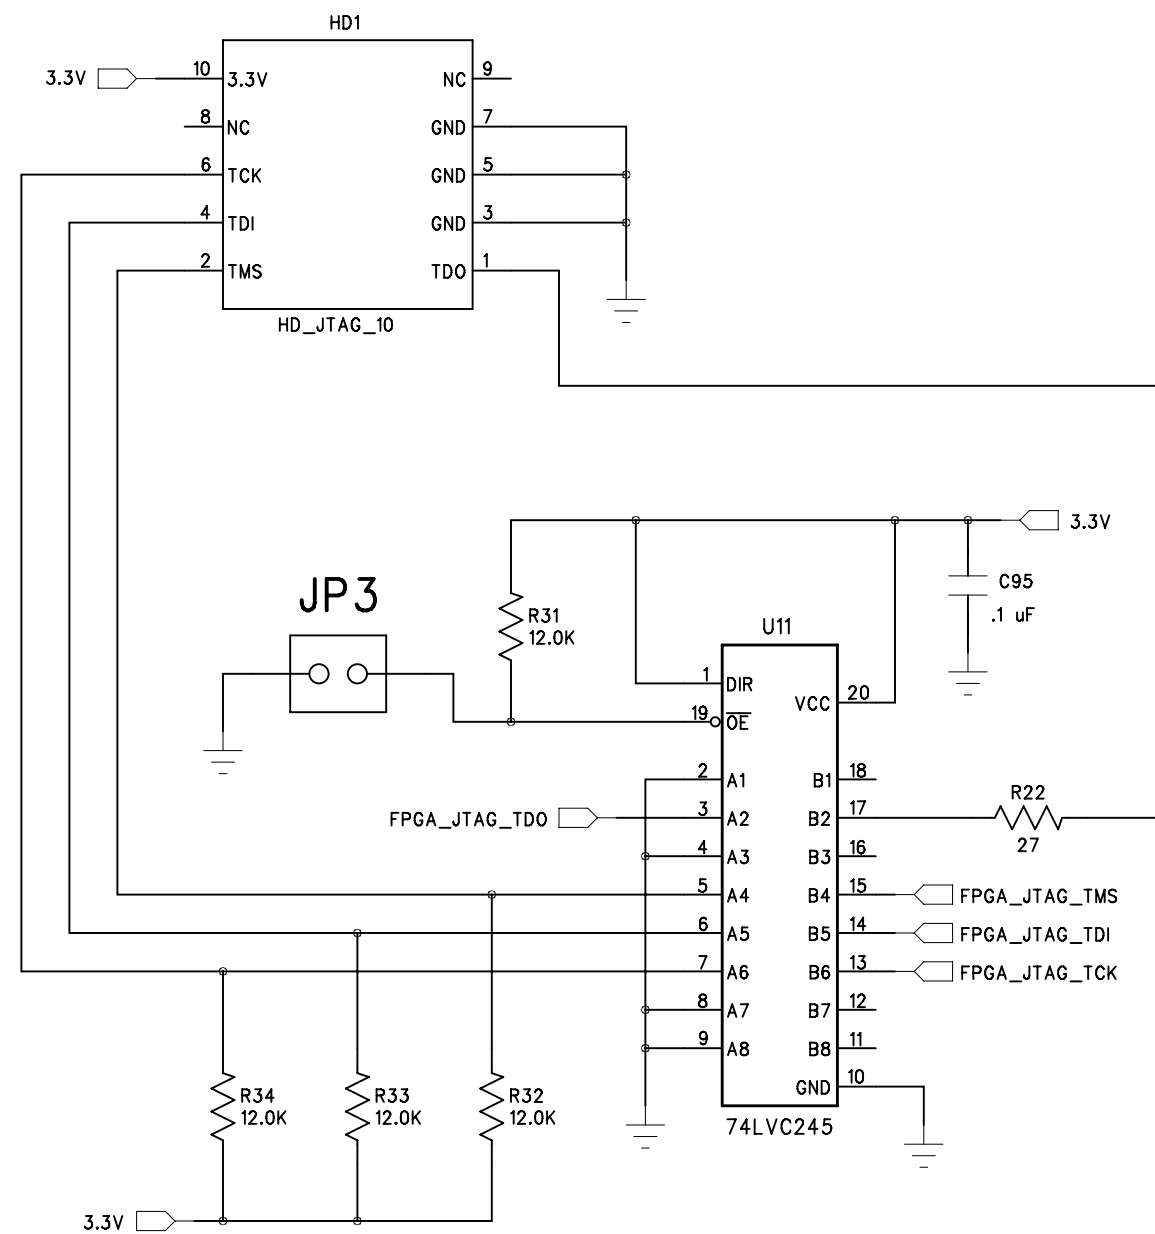 HD1
3.3V 10 3.3V NC 9
8 NC GND 7
6 TCK GND 5
4 TDI GND 3
2 TMS TDO 1
HD_JTAG_10
3.3V
C95
.1 uF
JP3
R31
12.0K
U11
1 DIR
VCC 20
19 OE
2 A1 B1 18
FPGA_JTAG_TDO 3 A2 B2 17
R22
27
4 A3 B3 16
5 A4 B4 15 FPGA_JTAG_TMS
6 A5 B5 14 FPGA_JTAG_TDI
7 A6 B6 13 FPGA_JTAG_TCK
8 A7 B7 12
9 A8 B8 11
GND 10
74LVC245
R34
12.0K
R33
12.0K
R32
12.0K
3.3V